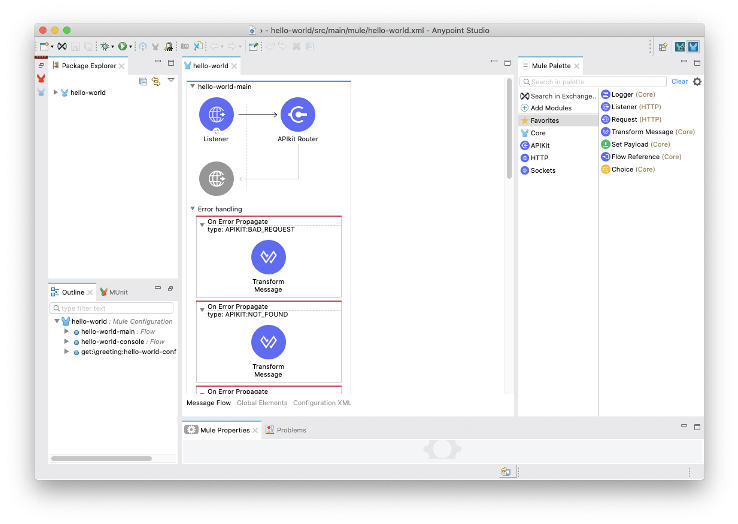 › - hello-world/src/main/mule/hello-world.xml - Anypoint Studio
Package Explorer
hello-world
hello-world
hello-world-main
Listener
APIkit Router
Error handling
On Error Propagate
type: APIKIT:BAD_REQUEST
Transform
Message
On Error Propagate
type: APIKIT:NOT_FOUND
Transform
Message
On Error Propagate
Message Flow Global Elements Configuration XML
Mule Palette
Search in palette
Clear
Search in Exchange..
Add Modules
Favorites
Core
APIKit
HTTP
Sockets
Logger (Core)
Listener (HTTP)
Request (HTTP)
Transform Message (Core)
Set Payload (Core)
Flow Reference (Core)
Choice (Core)
Outline
MUnit
type filter text
hello-world : Mule Configuration
hello-world-main : Flow
hello-world-console : Flow
get:\greeting:hello-world-conf
Mule Properties
Problems